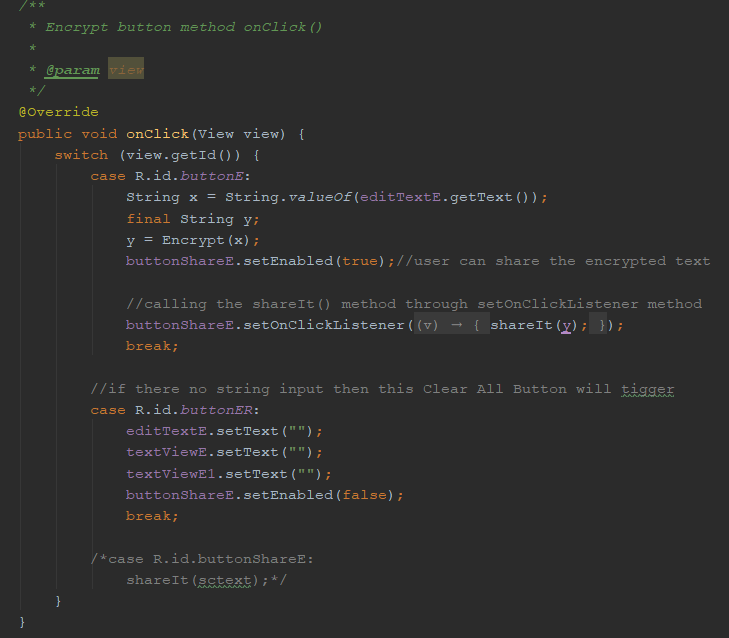 /**
 * Encrypt button method onClick()
 *
 * @param view
 */
@Override
public void onClick(View view) {
    switch (view.getId()) {
        case R.id.buttonE:
            String x = String.valueOf(editTextE.getText());
            final String y;
            y = Encrypt(x);
            buttonShareE.setEnabled(true);//user can share the encrypted text

            //calling the shareIt() method through setOnClickListener method
            buttonShareE.setOnClickListener((v) → { shareIt(y); });
            break;

        //if there no string input then this Clear All Button will tigger
        case R.id.buttonER:
            editTextE.setText("");
            textViewE.setText("");
            textViewE1.setText("");
            buttonShareE.setEnabled(false);
            break;

        /*case R.id.buttonShareE:
            shareIt(sctext);*/
    }
}